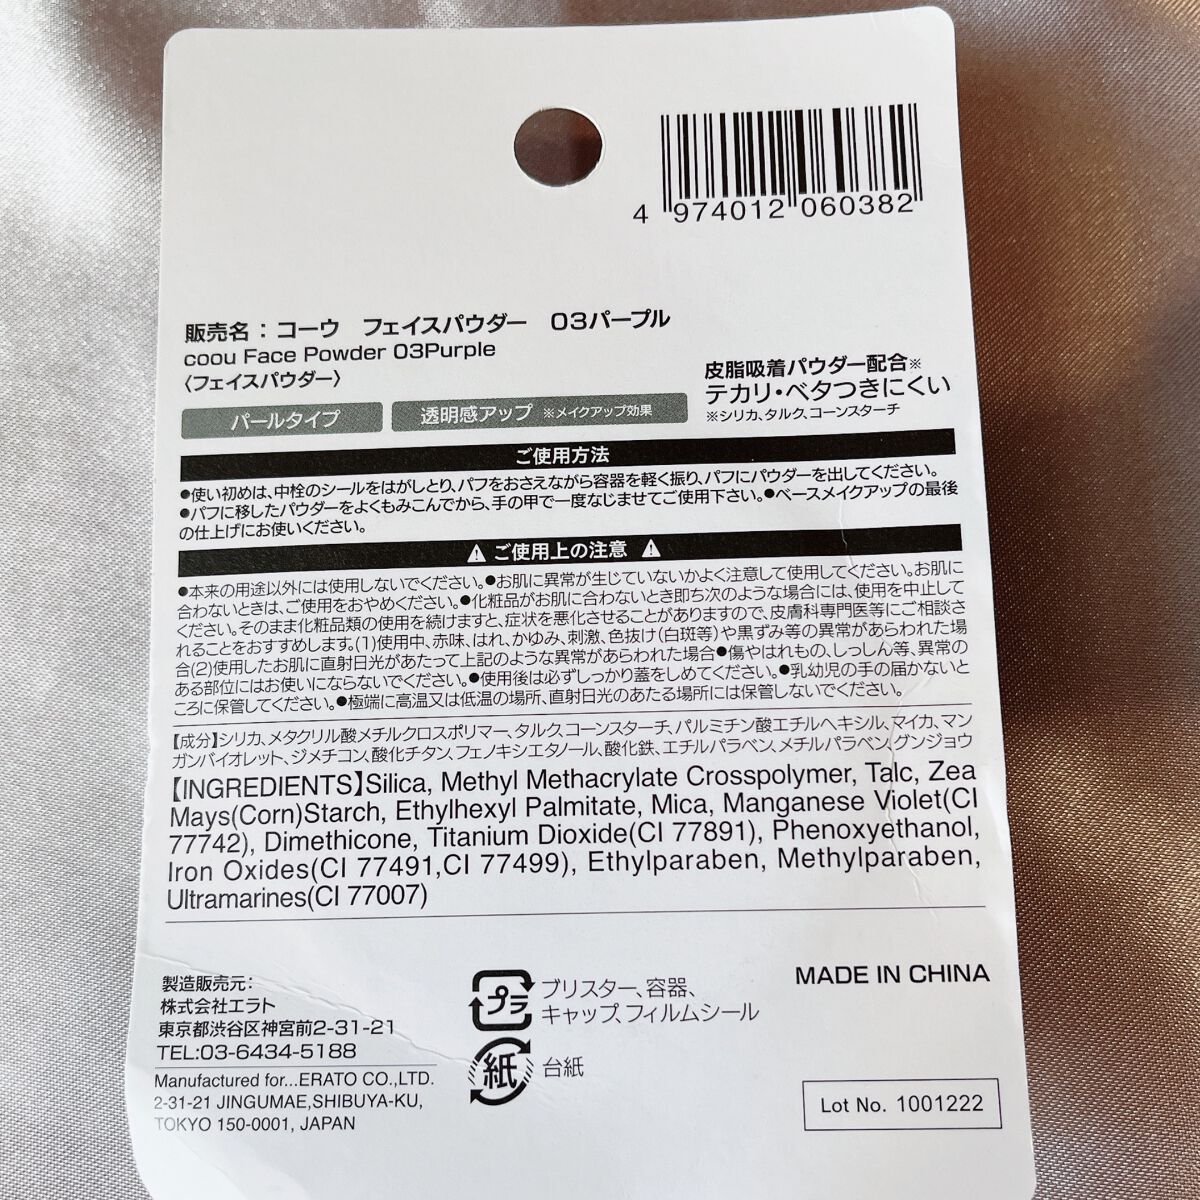 4 974012 060382
販売名：コーウ フェイスパウダー 03パープル
coou Face Powder 03Purple
〈フェイスパウダー〉
パールタイプ
透明感アップ ※メイクアップ効果
皮脂吸着パウダー配合※
テカリ・ベタつきにくい
※シリカ、タルク、コーンスターチ
ご使用方法
●使い初めは、中栓のシールをはがしとり、パフをおさえながら容器を軽く振り、パフにパウダーを出してください。
●パフに移したパウダーをよくもみこんでから、手の甲で一度なじませてご使用下さい。●ベースメイクアップの最後
の仕上げにお使いください。
⚠ ご使用上の注意 ⚠
●本来の用途以外には使用しないでください。●お肌に異常が生じていないかよく注意して使用してください。お肌に
合わないときは、ご使用をおやめください。●化粧品がお肌に合わないとき即ち次のような場合には、使用を中止して
ください。そのまま化粧品類の使用を続けますと、症状を悪化させることがありますので、皮膚科専門医等にご相談さ
れることをおすすめします。(1)使用中、赤味、はれ、かゆみ、刺激、色抜け(白斑等)や黒ずみ等の異常があらわれた場
合(2)使用したお肌に直射日光があたって上記のような異常があらわれた場合●傷やはれもの、しっしん等、異常の
ある部位にはお使いにならないでください。●使用後は必ずしっかり蓋をしめてください。●乳幼児の手の届かないと
ころに保管してください。●極端に高温又は低温の場所、直射日光のあたる場所には保管しないでください。
【成分】シリカ、メタクリル酸メチルクロスポリマー、タルク、コーンスターチ、パルミチン酸エチルヘキシル、マイカ、マン
ガンバイオレット、ジメチコン、酸化チタン、フェノキシエタノール、酸化鉄、エチルパラベン、メチルパラベン、グンジョウ
【INGREDIENTS】Silica, Methyl Methacrylate Crosspolymer, Talc, Zea
Mays(Corn)Starch, Ethylhexyl Palmitate, Mica, Manganese Violet(CI
77742), Dimethicone, Titanium Dioxide(CI 77891), Phenoxyethanol,
Iron Oxides(CI 77491,CI 77499), Ethylparaben, Methylparaben,
Ultramarines(CI 77007)
製造販売元：
株式会社エラト
東京都渋谷区神宮前2-31-21
TEL:03-6434-5188
Manufactured for...ERATO CO.,LTD.
2-31-21 JINGUMAE,SHIBUYA-KU,
TOKYO 150-0001, JAPAN
プラ
ブリスター、容器、
キャップ、フィルムシール
紙
台紙
MADE IN CHINA
Lot No. 1001222